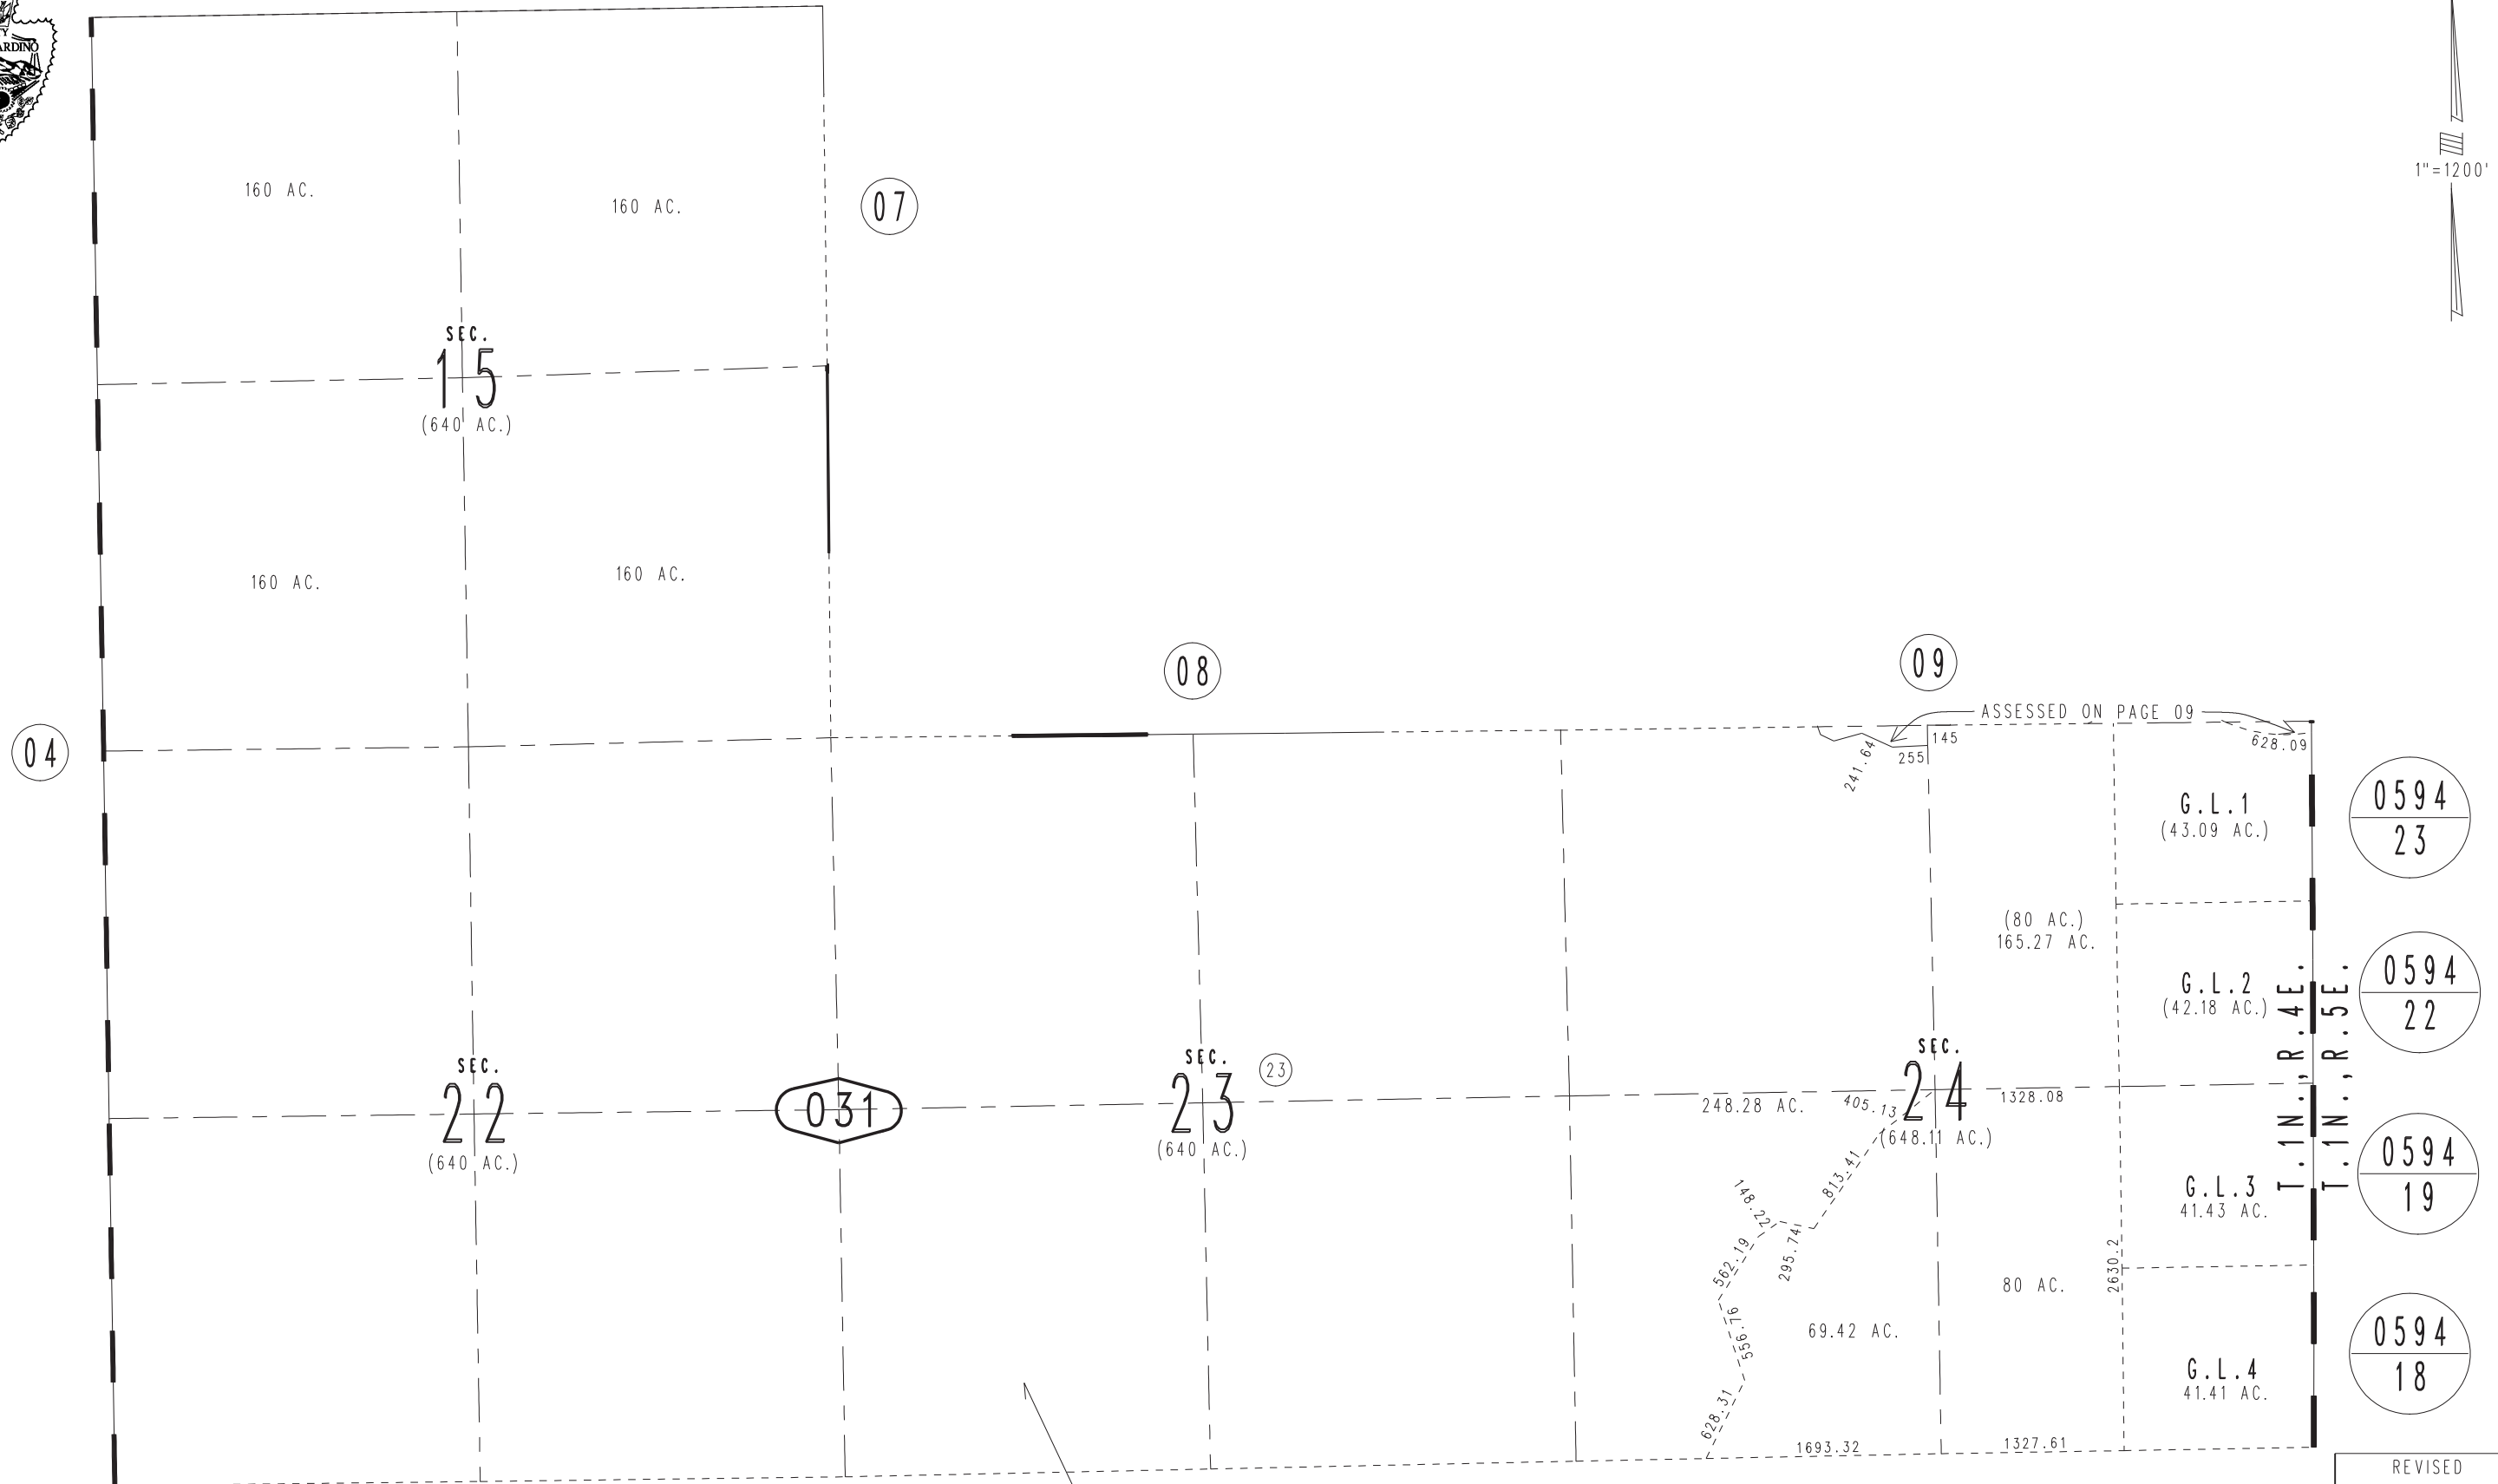 Y
ARDINO
1"=1200'
160 AC.
160 AC.
07
SEC.
15
(640 AC.)
160 AC.
160 AC.
04
08
09
ASSESSED ON PAGE 09
145
255
241.64
628.09
G.L.1
(43.09 AC.)
0594
23
(80 AC.)
165.27 AC.
G.L.2
(42.18 AC.)
0594
22
T.1N.,R.4E.
T.1N.,R.5E.
SEC.
22
(640 AC.)
031
SEC.
23
(640 AC.)
23
SEC.
24
(648.11 AC.)
248.28 AC.
405.13
1328.08
813.41
148.22
295.74
562.19
556.76
628.31
69.42 AC.
80 AC.
2630.2
G.L.3
41.43 AC.
0594
19
G.L.4
41.41 AC.
0594
18
1693.32
1327.61
REVISED